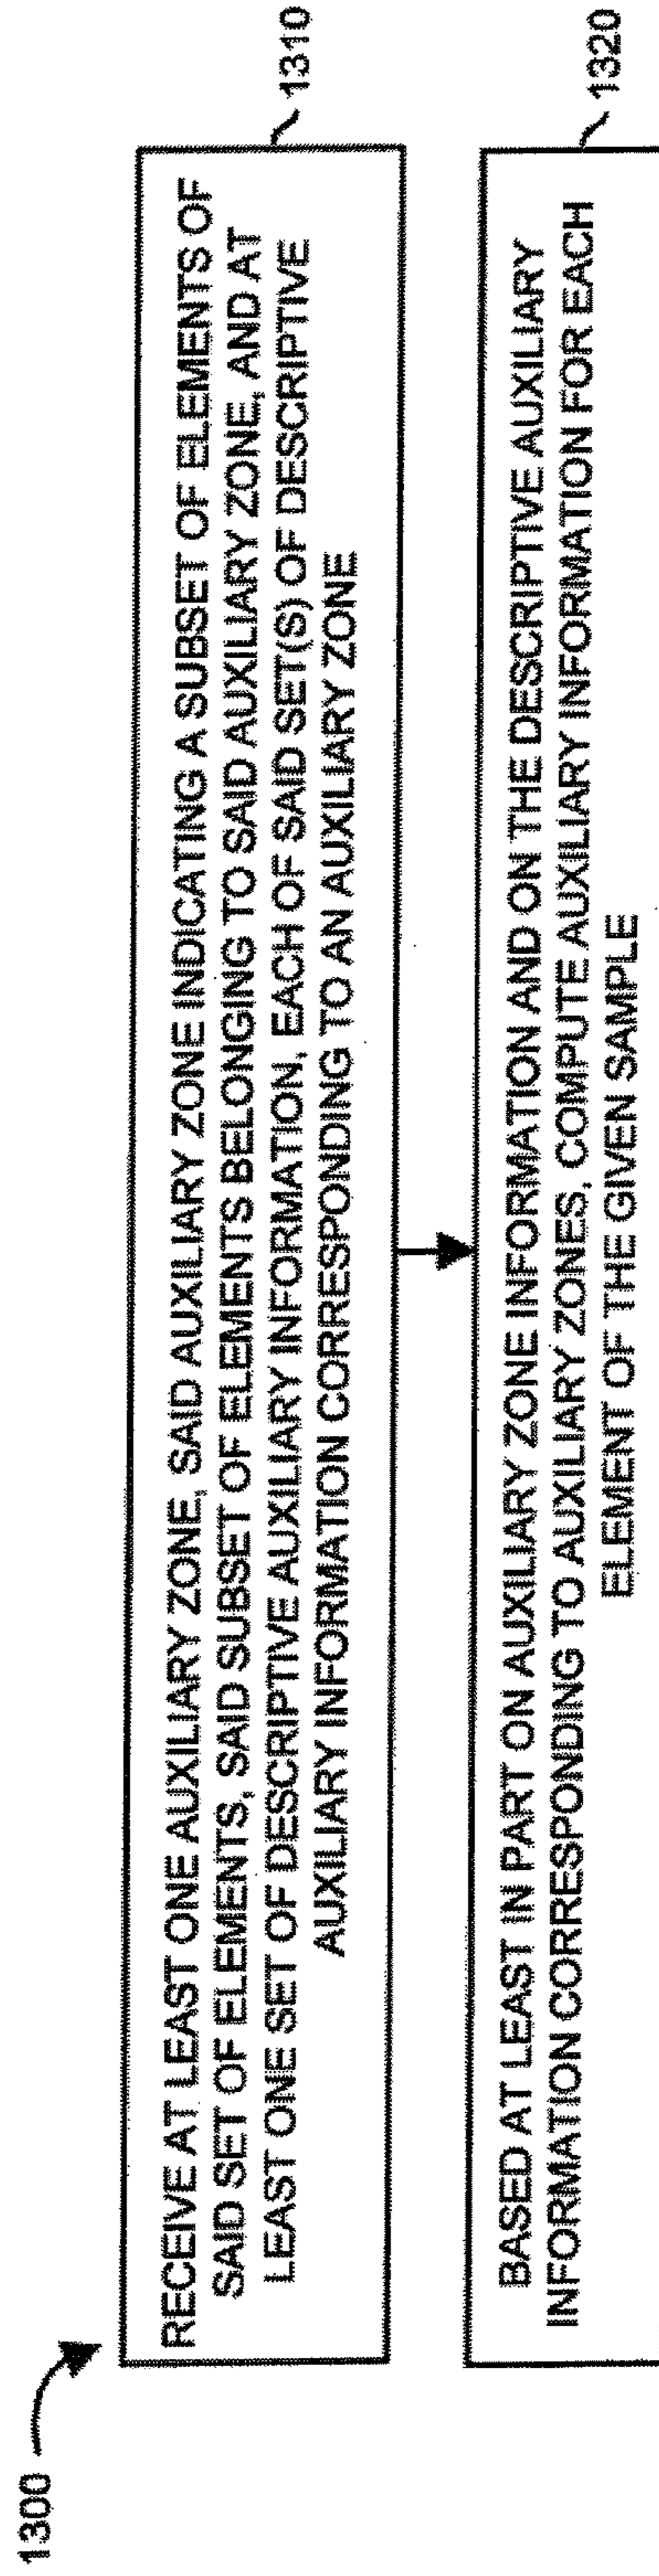 1300
RECEIVE AT LEAST ONE AUXILIARY ZONE, SAID AUXILIARY ZONE INDICATING A SUBSET OF ELEMENTS OF
SAID SET OF ELEMENTS, SAID SUBSET OF ELEMENTS BELONGING TO SAID AUXILIARY ZONE, AND AT
LEAST ONE SET OF DESCRIPTIVE AUXILIARY INFORMATION, EACH OF SAID SET(S) OF DESCRIPTIVE
AUXILIARY INFORMATION CORRESPONDING TO AN AUXILIARY ZONE
1310
BASED AT LEAST IN PART ON AUXILIARY ZONE INFORMATION AND ON THE DESCRIPTIVE AUXILIARY
INFORMATION CORRESPONDING TO AUXILIARY ZONES, COMPUTE AUXILIARY INFORMATION FOR EACH
ELEMENT OF THE GIVEN SAMPLE
1320